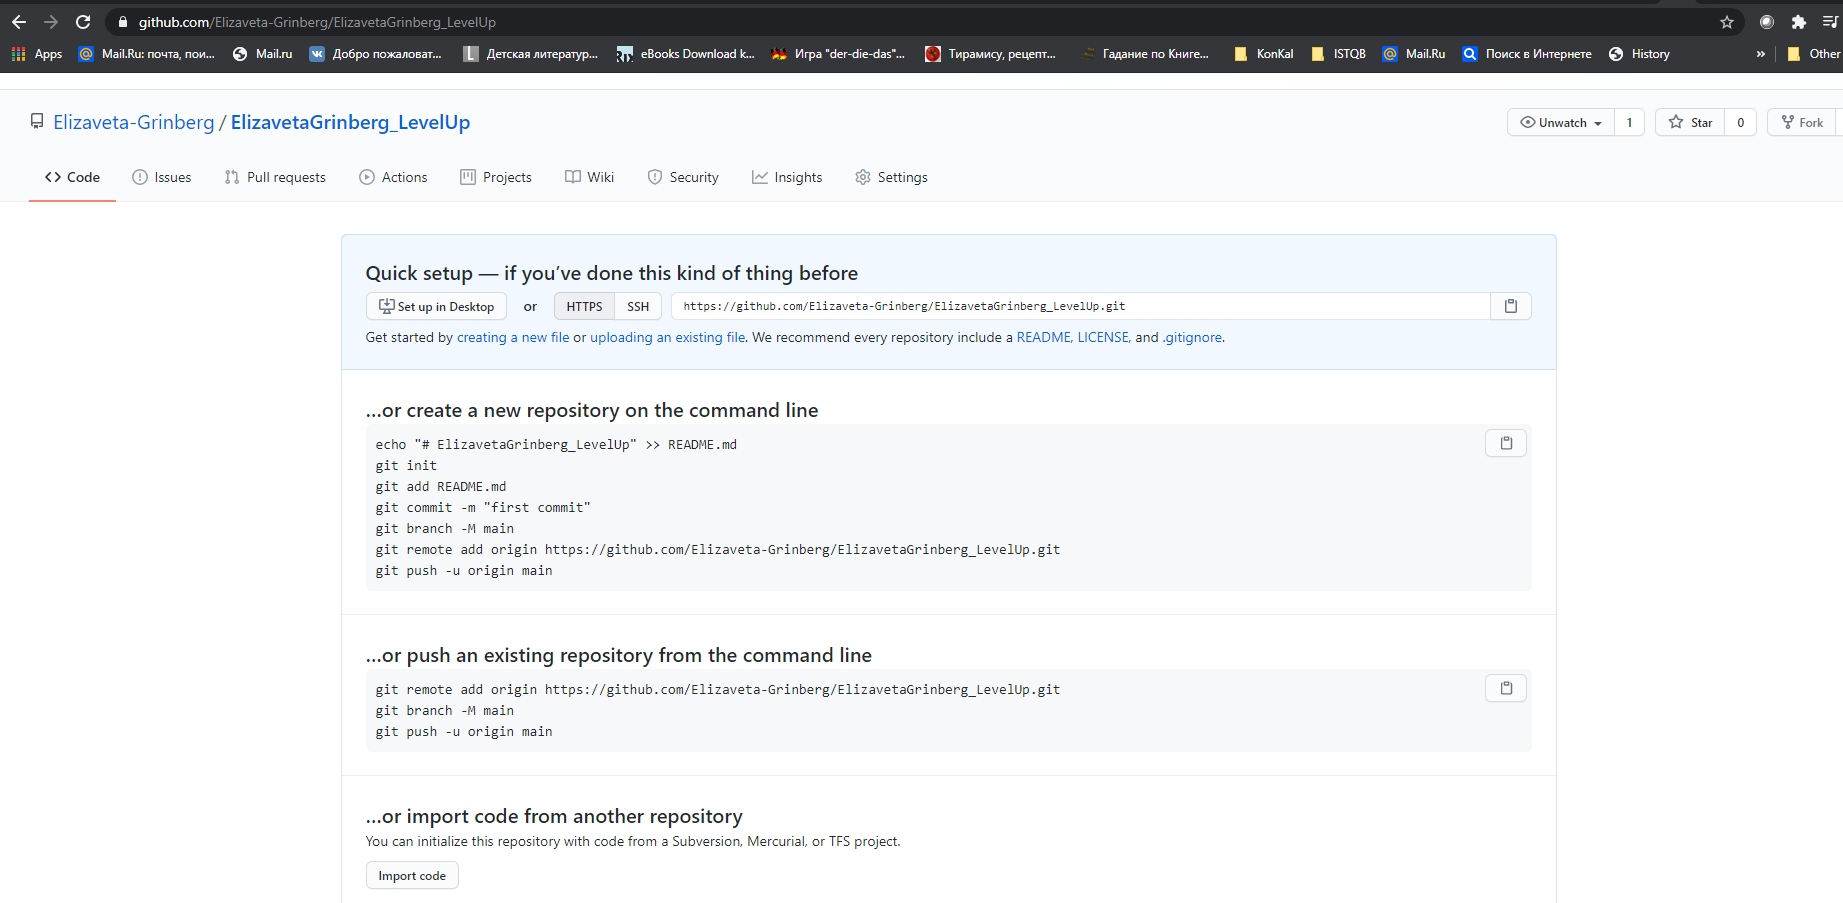 github.com/Elizaveta-Grinberg/ElizavetaGrinberg_LevelUp
Apps Mail.Ru: почта, пои... Mail.ru Добро пожаловат... Детская литератур... eBooks Download k... Игра "der-die-das"... Тирамису, рецепт... Гадание по Книге... KonKal ISTQB Mail.Ru Поиск в Интернете History » Other
Elizaveta-Grinberg / ElizavetaGrinberg_LevelUp Unwatch 1 Star 0 Fork
Code Issues Pull requests Actions Projects Wiki Security Insights Settings
Quick setup — if you’ve done this kind of thing before
Set up in Desktop or HTTPS SSH https://github.com/Elizaveta-Grinberg/ElizavetaGrinberg_LevelUp.git
Get started by creating a new file or uploading an existing file. We recommend every repository include a README, LICENSE, and .gitignore.
…or create a new repository on the command line
echo "# ElizavetaGrinberg_LevelUp" >> README.md
git init
git add README.md
git commit -m "first commit"
git branch -M main
git remote add origin https://github.com/Elizaveta-Grinberg/ElizavetaGrinberg_LevelUp.git
git push -u origin main
…or push an existing repository from the command line
git remote add origin https://github.com/Elizaveta-Grinberg/ElizavetaGrinberg_LevelUp.git
git branch -M main
git push -u origin main
…or import code from another repository
You can initialize this repository with code from a Subversion, Mercurial, or TFS project.
Import code